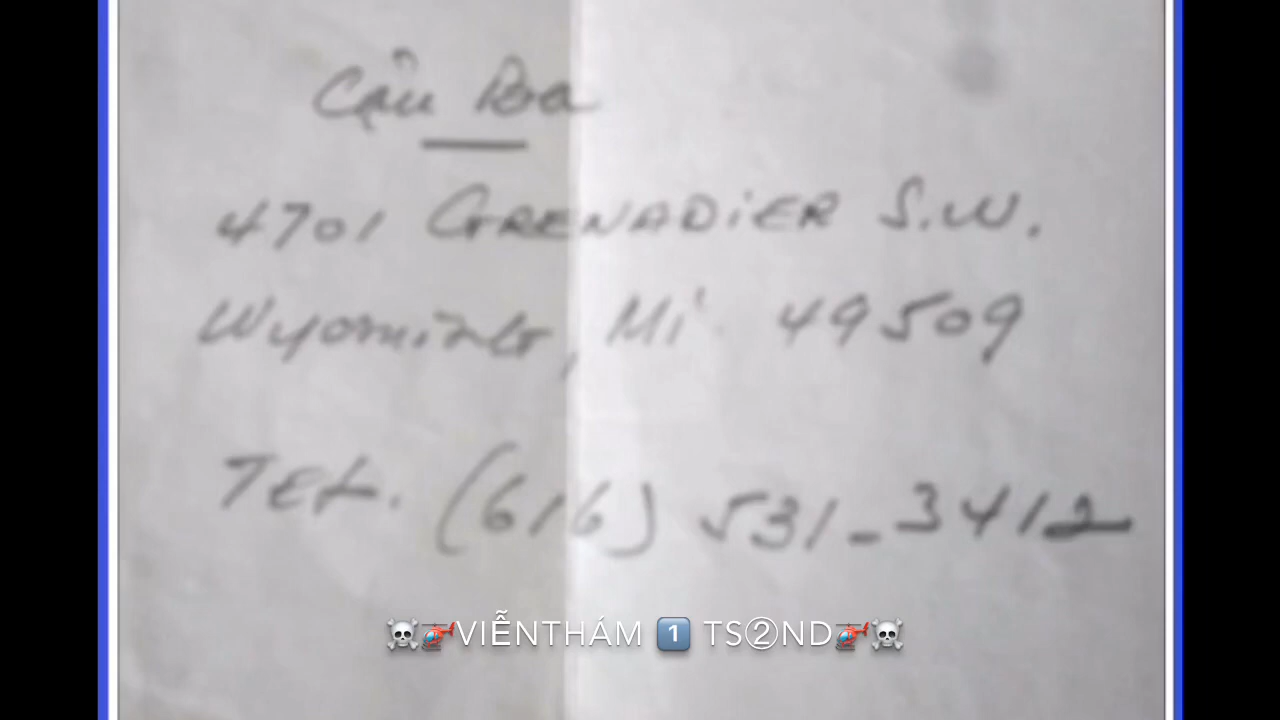 Cậu Ba
4701 GRENADiER S.W.
WyominG, Mi 49509
TEL. (616) 531-3412
☠️🚁VIỄNTHÁM 1️⃣ TS②ND🚁☠️